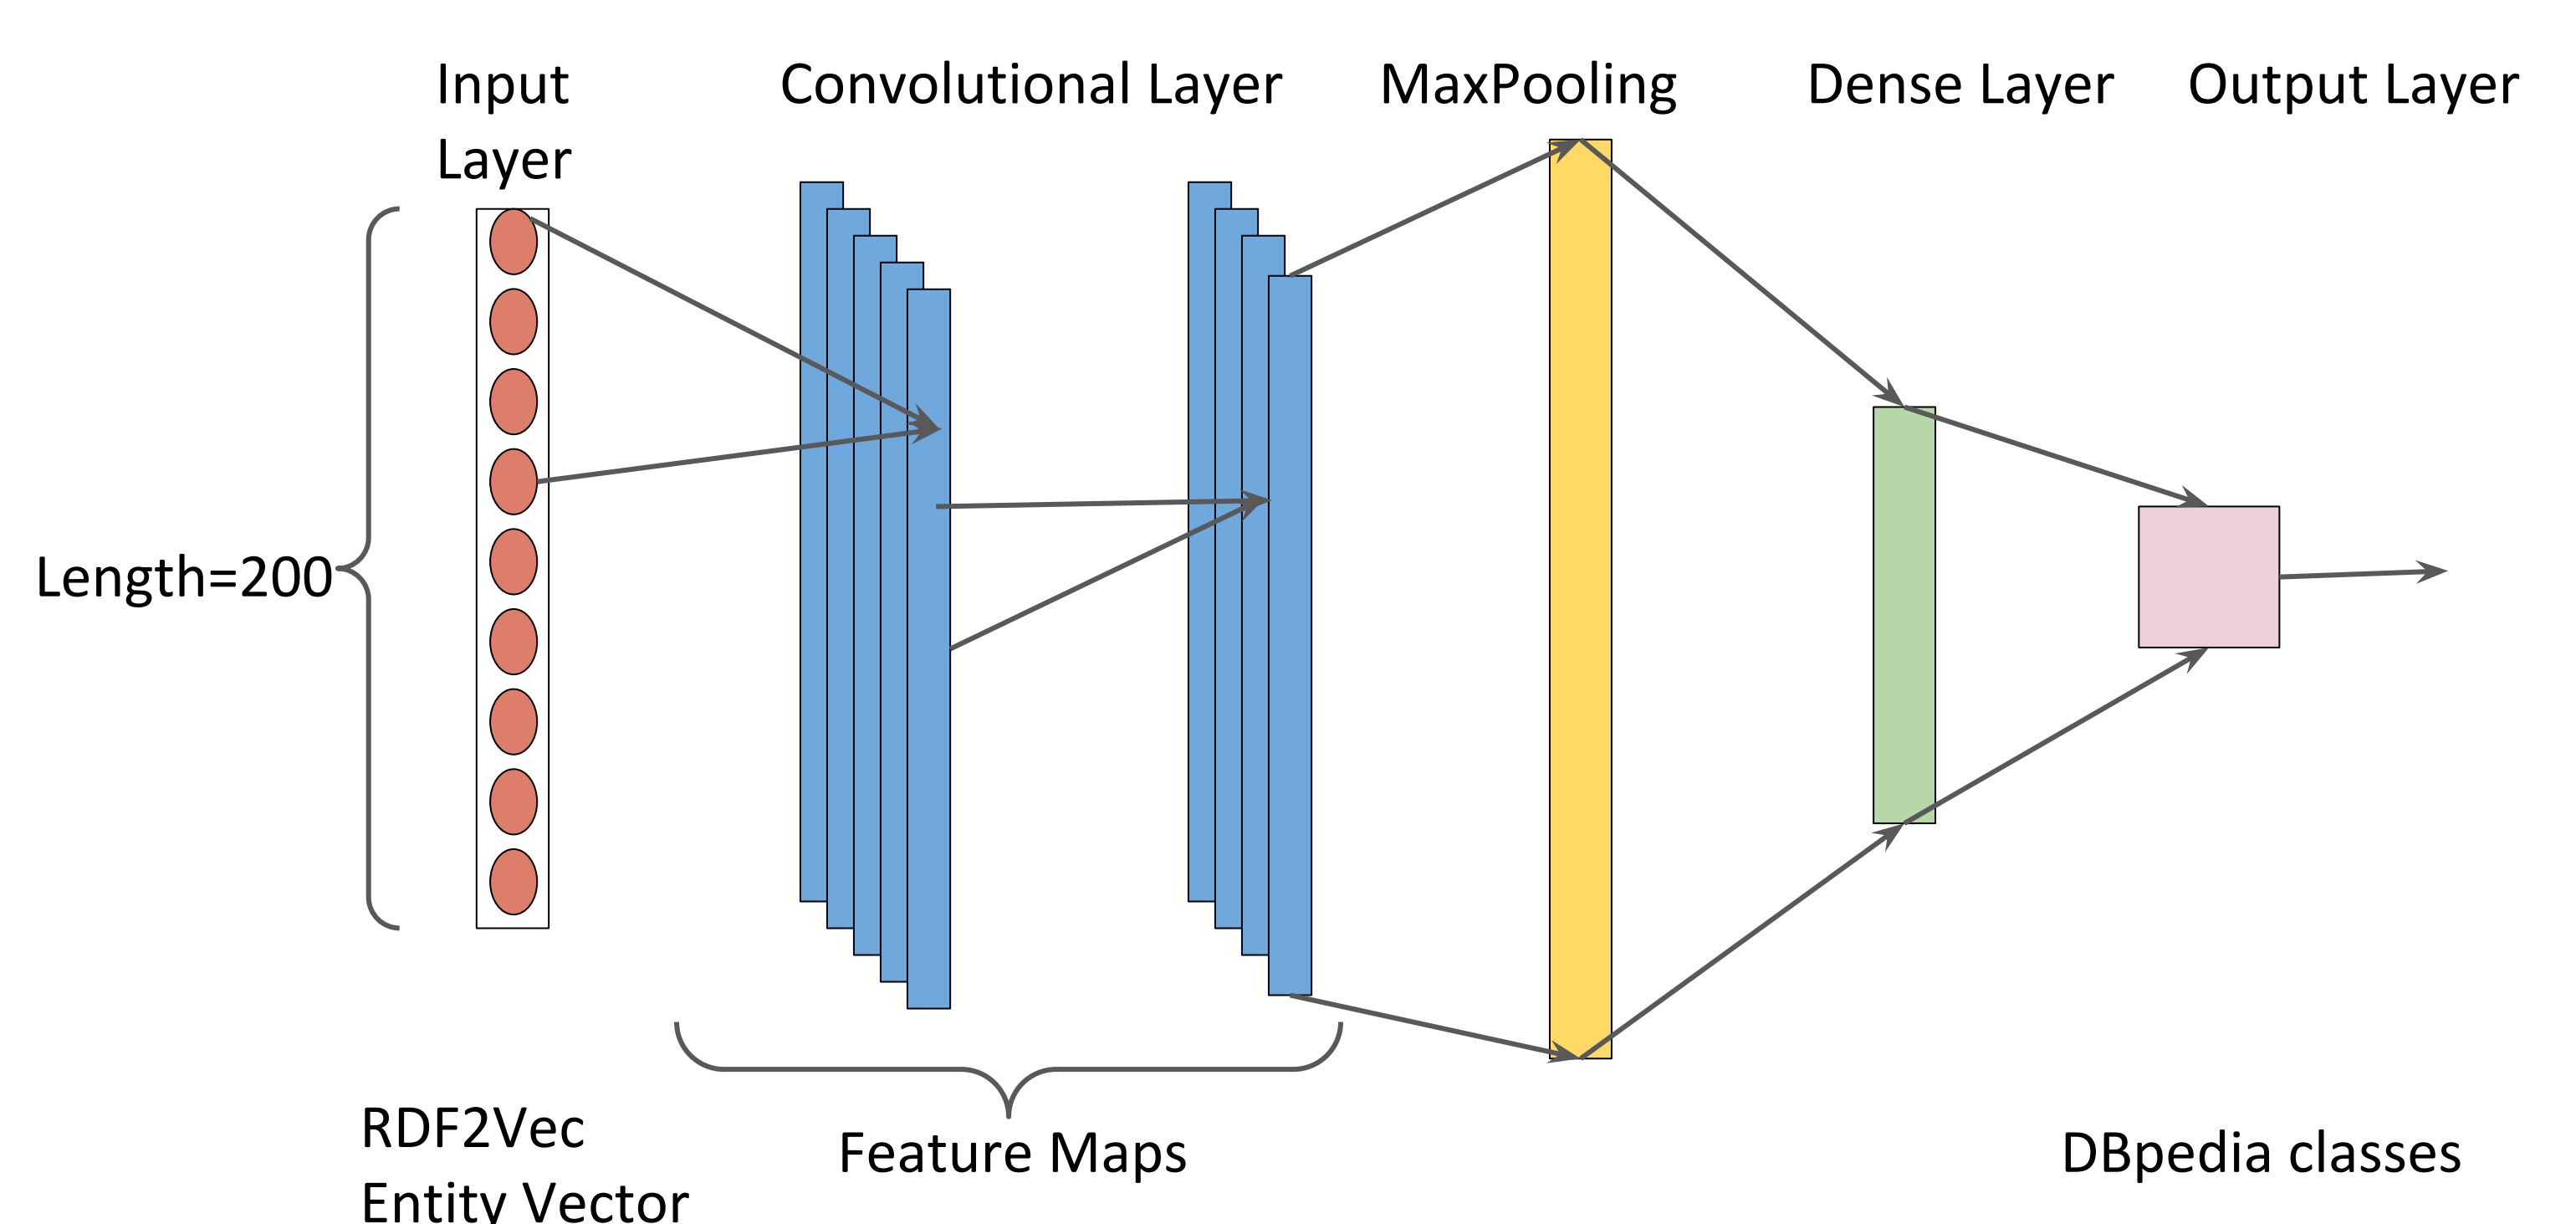 Input
Layer
Convolutional Layer
MaxPooling
Dense Layer
Output Layer
Length=200
RDF2Vec
Entity Vector
Feature Maps
DBpedia classes